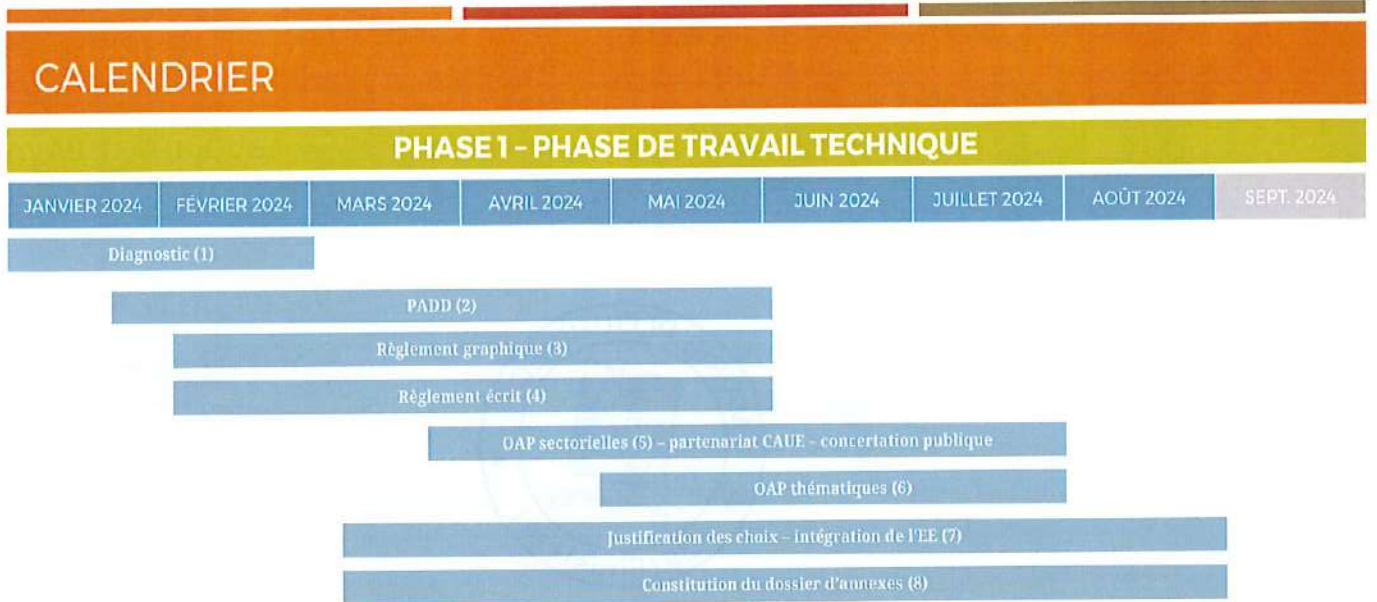 CALENDRIER
PHASE 1 – PHASE DE TRAVAIL TECHNIQUE
JANVIER 2024 FÉVRIER 2024 MARS 2024 AVRIL 2024 MAI 2024 JUIN 2024 JUILLET 2024 AOÛT 2024 SEPT. 2024
Diagnostic (1)
PADD (2)
Règlement graphique (3)
Règlement écrit (4)
OAP sectorielles (5) – partenariat CAUE – concertation publique
OAP thématiques (6)
Justification des choix – intégration de l'EE (7)
Constitution du dossier d'annexes (8)